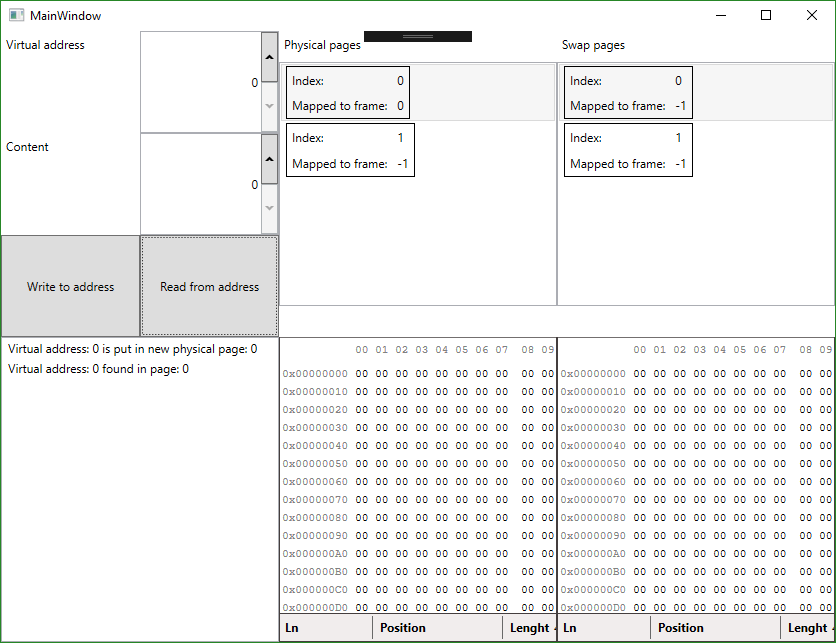 MainWindow
Virtual address
0
Content
0
Write to address Read from address
Physical pages
Index: 0
Mapped to frame: 0
Index: 1
Mapped to frame: -1
Swap pages
Index: 0
Mapped to frame: -1
Index: 1
Mapped to frame: -1
Virtual address: 0 is put in new physical page: 0
Virtual address: 0 found in page: 0
00 01 02 03 04 05 06 07 08 09
0x00000000 00 00 00 00 00 00 00 00 00 00
0x00000010 00 00 00 00 00 00 00 00 00 00
0x00000020 00 00 00 00 00 00 00 00 00 00
0x00000030 00 00 00 00 00 00 00 00 00 00
0x00000040 00 00 00 00 00 00 00 00 00 00
0x00000050 00 00 00 00 00 00 00 00 00 00
0x00000060 00 00 00 00 00 00 00 00 00 00
0x00000070 00 00 00 00 00 00 00 00 00 00
0x00000080 00 00 00 00 00 00 00 00 00 00
0x00000090 00 00 00 00 00 00 00 00 00 00
0x000000A0 00 00 00 00 00 00 00 00 00 00
0x000000B0 00 00 00 00 00 00 00 00 00 00
0x000000C0 00 00 00 00 00 00 00 00 00 00
0x000000D0 00 00 00 00 00 00 00 00 00 00
Ln Position Lenght
00 01 02 03 04 05 06 07 08 09
0x00000000 00 00 00 00 00 00 00 00 00 00
0x00000010 00 00 00 00 00 00 00 00 00 00
0x00000020 00 00 00 00 00 00 00 00 00 00
0x00000030 00 00 00 00 00 00 00 00 00 00
0x00000040 00 00 00 00 00 00 00 00 00 00
0x00000050 00 00 00 00 00 00 00 00 00 00
0x00000060 00 00 00 00 00 00 00 00 00 00
0x00000070 00 00 00 00 00 00 00 00 00 00
0x00000080 00 00 00 00 00 00 00 00 00 00
0x00000090 00 00 00 00 00 00 00 00 00 00
0x000000A0 00 00 00 00 00 00 00 00 00 00
0x000000B0 00 00 00 00 00 00 00 00 00 00
0x000000C0 00 00 00 00 00 00 00 00 00 00
0x000000D0 00 00 00 00 00 00 00 00 00 00
Ln Position Lenght